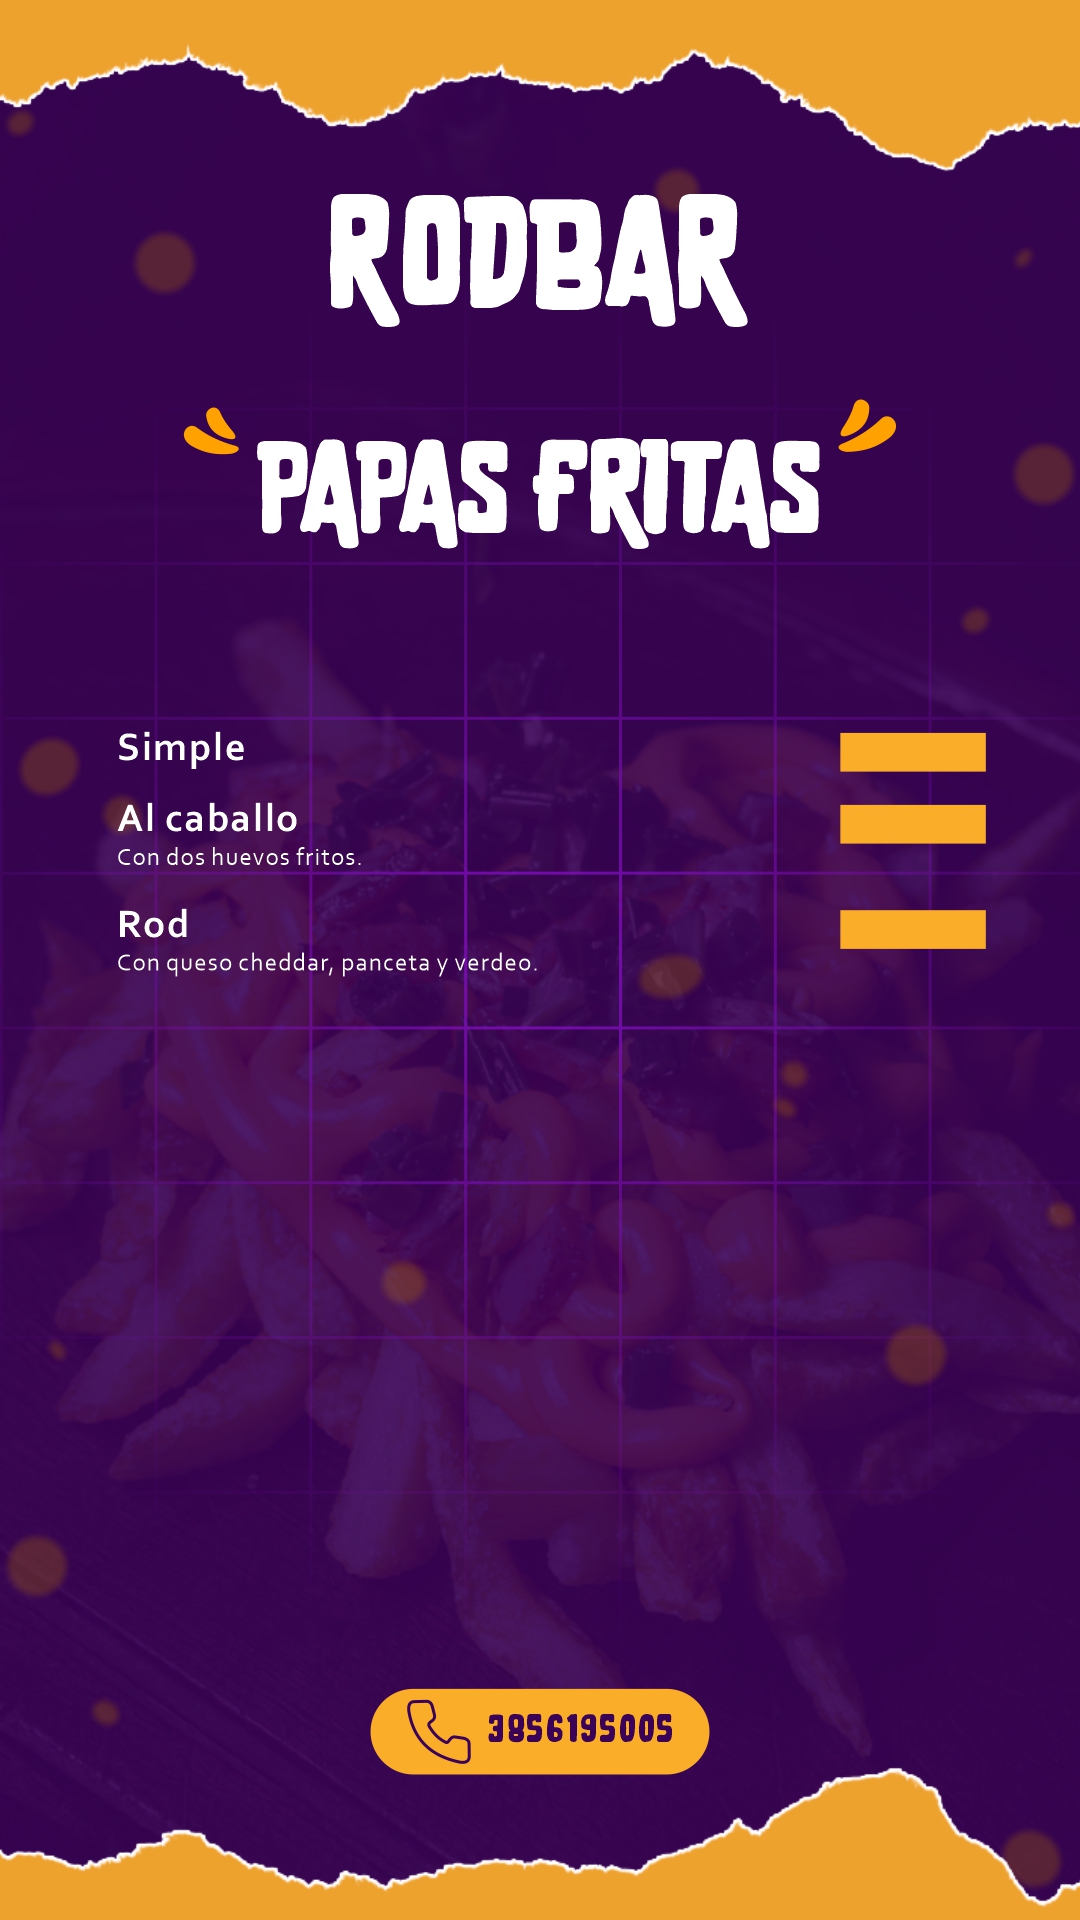 RODBAR
PAPAS FRITAS
Simple
Al caballo
Con dos huevos fritos.
Rod
Con queso cheddar, panceta y verdeo.
3856195005